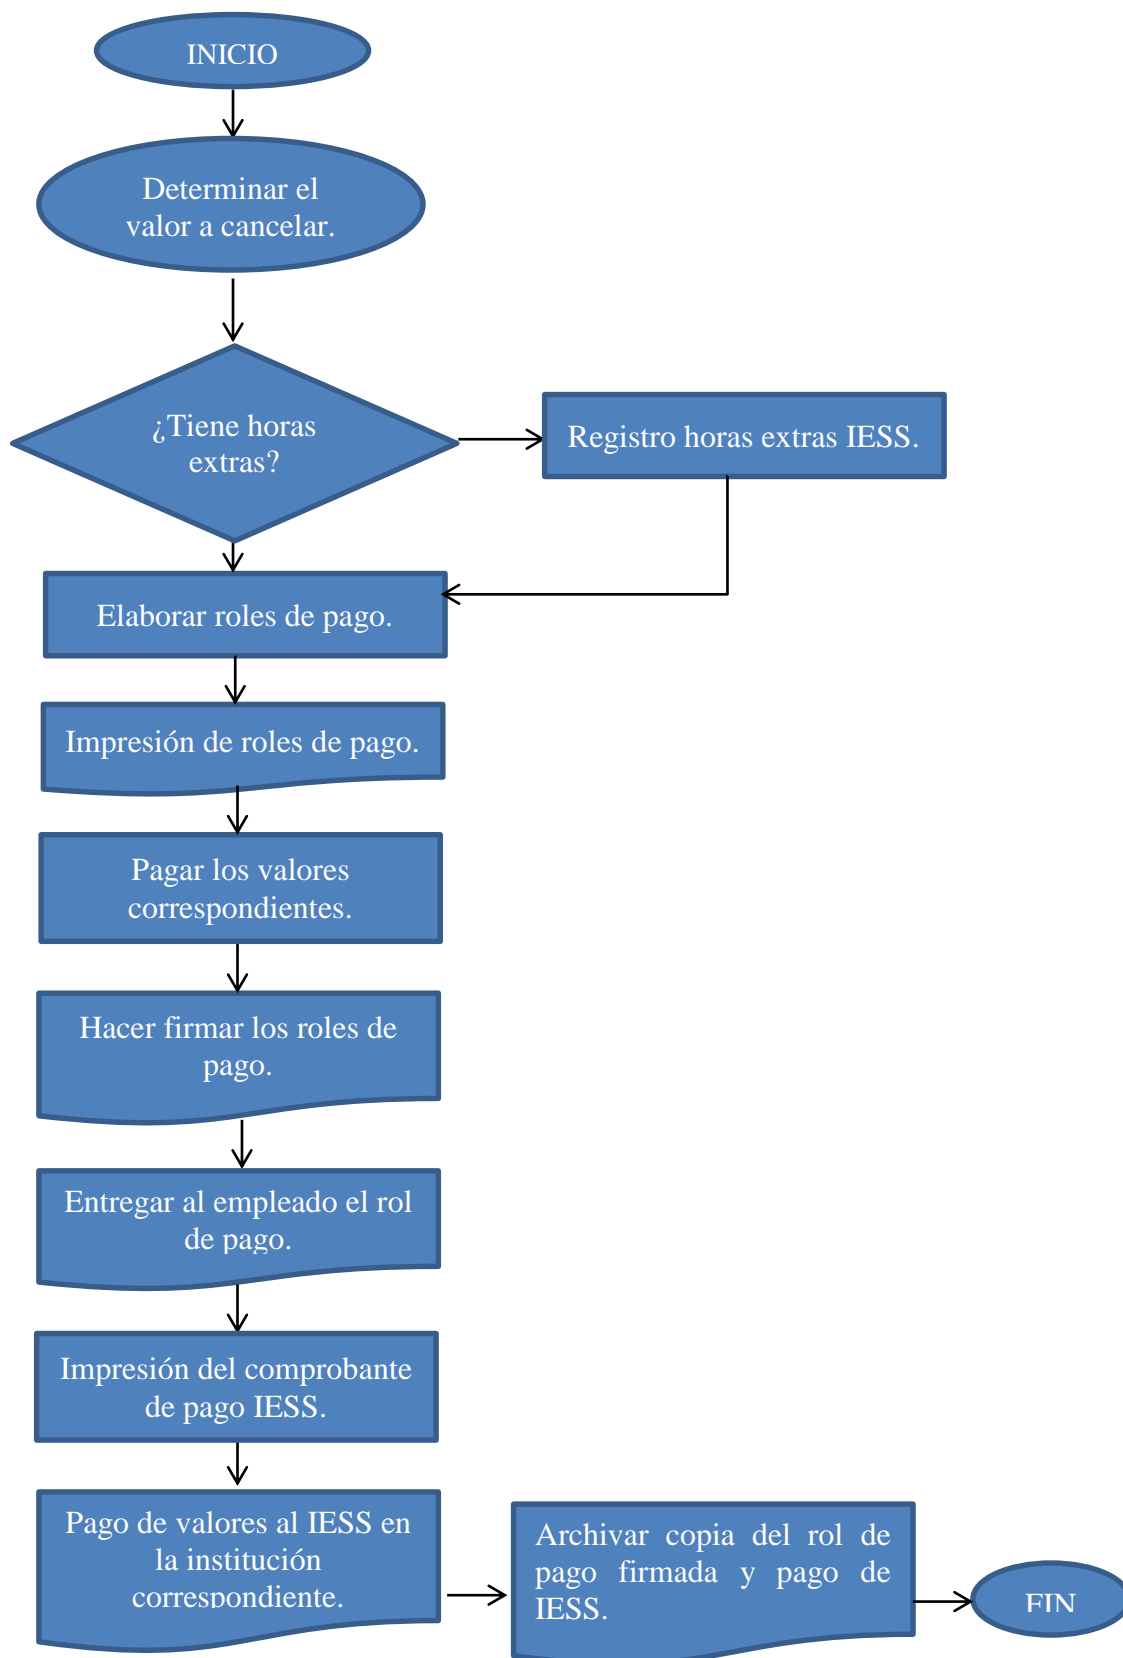 INICIO
Determinar el
valor a cancelar.
¿Tiene horas
extras?
Registro horas extras IESS.
Elaborar roles de pago.
Impresión de roles de pago.
Pagar los valores
correspondientes.
Hacer firmar los roles de
pago.
Entregar al empleado el rol
de pago.
Impresión del comprobante
de pago IESS.
Pago de valores al IESS en
la institución
correspondiente.
Archivar copia del rol de
pago firmada y pago de
IESS.
FIN